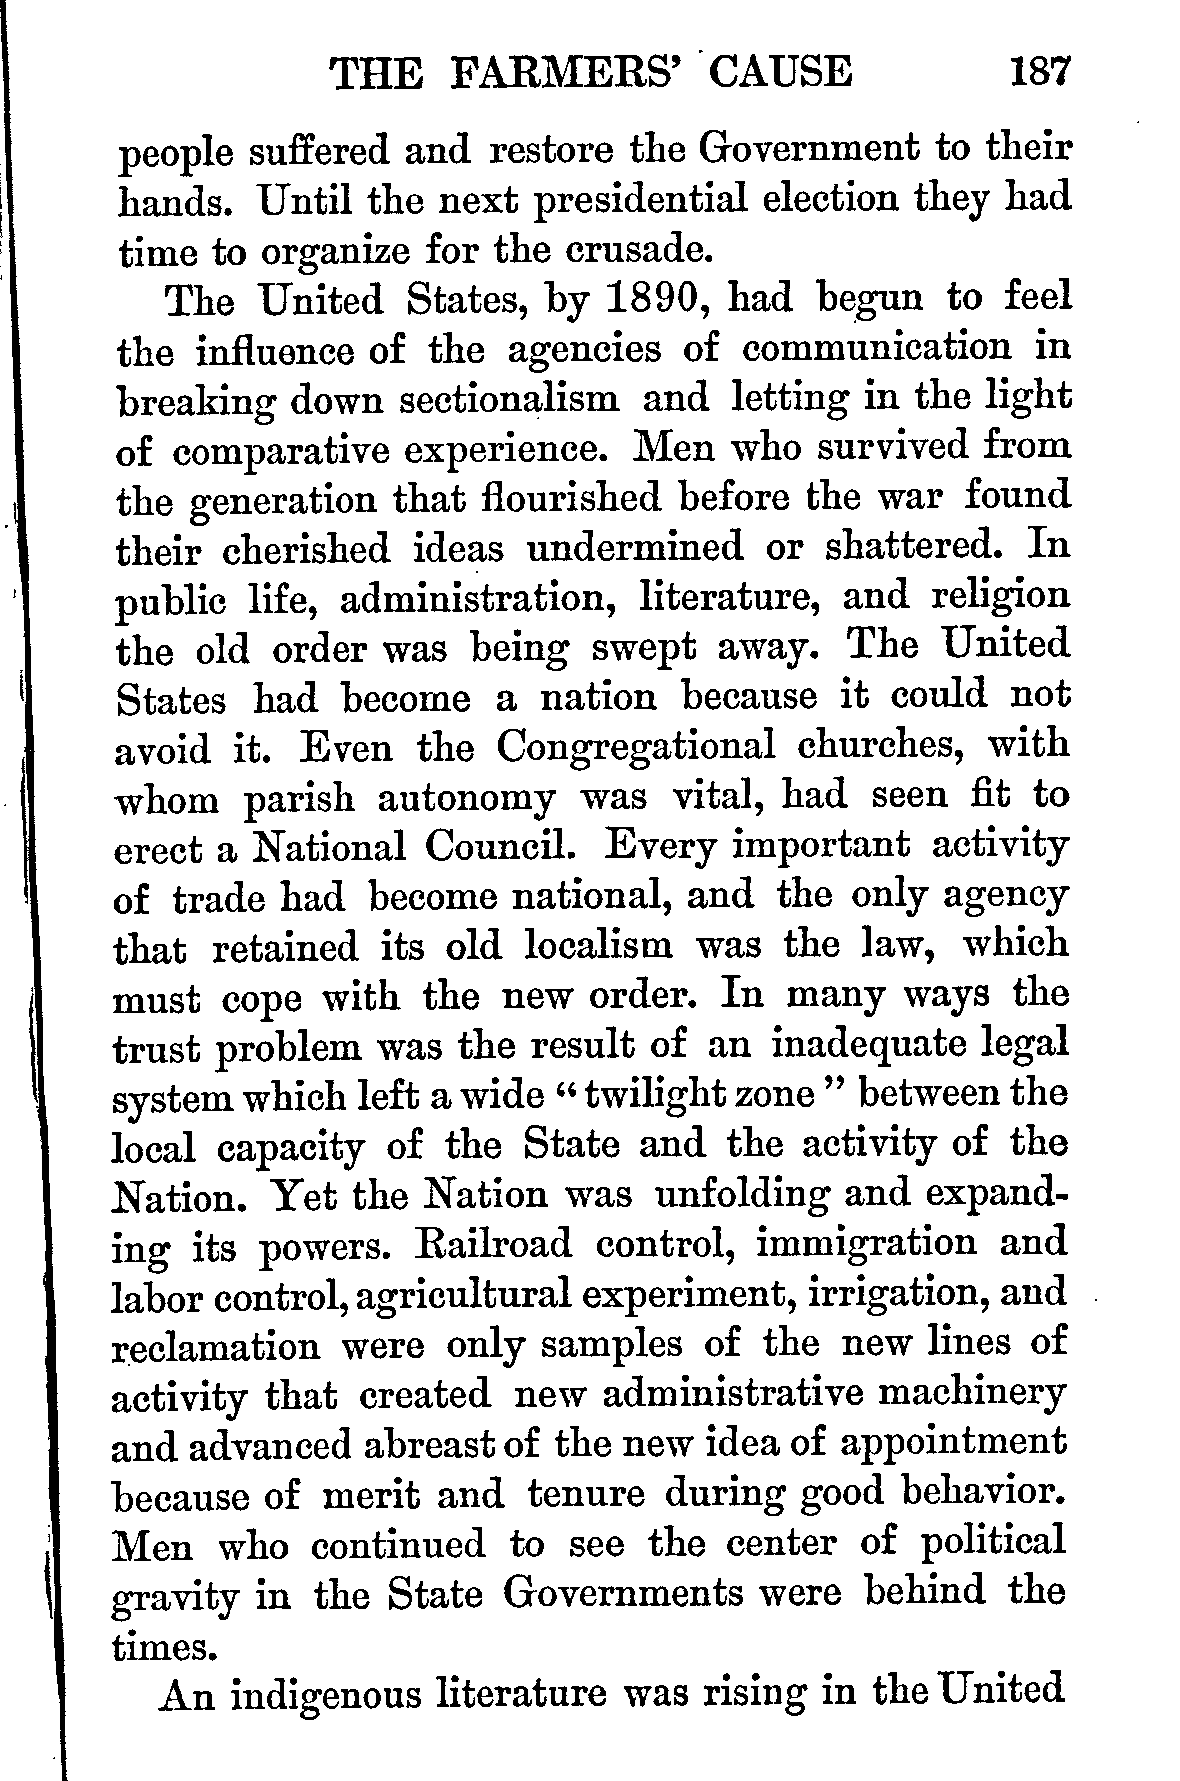 THE FARMERS' CAUSE 187
people suffered and restore the Government to their
hands. Until the next presidential election they had
time to organize for the crusade.
The United States, by 1890, had begun to feel
the influence of the agencies of communication in
breaking down sectionalism and letting in the light
of comparative experience. Men who survived from
the generation that flourished before the war found
their cherished ideas undermined or shattered. In
public life, administration, literature, and religion
the old order was being swept away. The United
States had become a nation because it could not
avoid it. Even the Congregational churches, with
whom parish autonomy was vital, had seen fit to
erect a National Council. Every important activity
of trade had become national, and the only agency
that retained its old localism was the law, which
must cope with the new order. In many ways the
trust problem was the result of an inadequate legal
system which left a wide “ twilight zone ” between the
local capacity of the State and the activity of the
Nation. Yet the Nation was unfolding and expand-
ing its powers. Railroad control, immigration and
labor control, agricultural experiment, irrigation, and
reclamation were only samples of the new lines of
activity that created new administrative machinery
and advanced abreast of the new idea of appointment
because of merit and tenure during good behavior.
Men who continued to see the center of political
gravity in the State Governments were behind the
times.
An indigenous literature was rising in the United